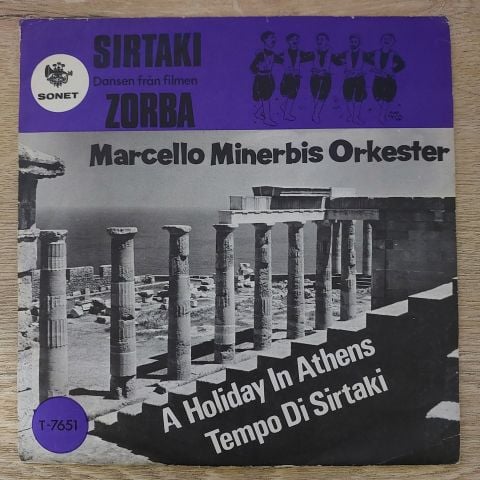 SIRTAKI
Dansen från filmen
ZORBA
SONET
Marcello Minerbis Orkester
A Holiday In Athens
Tempo Di Sirtaki
T-7651